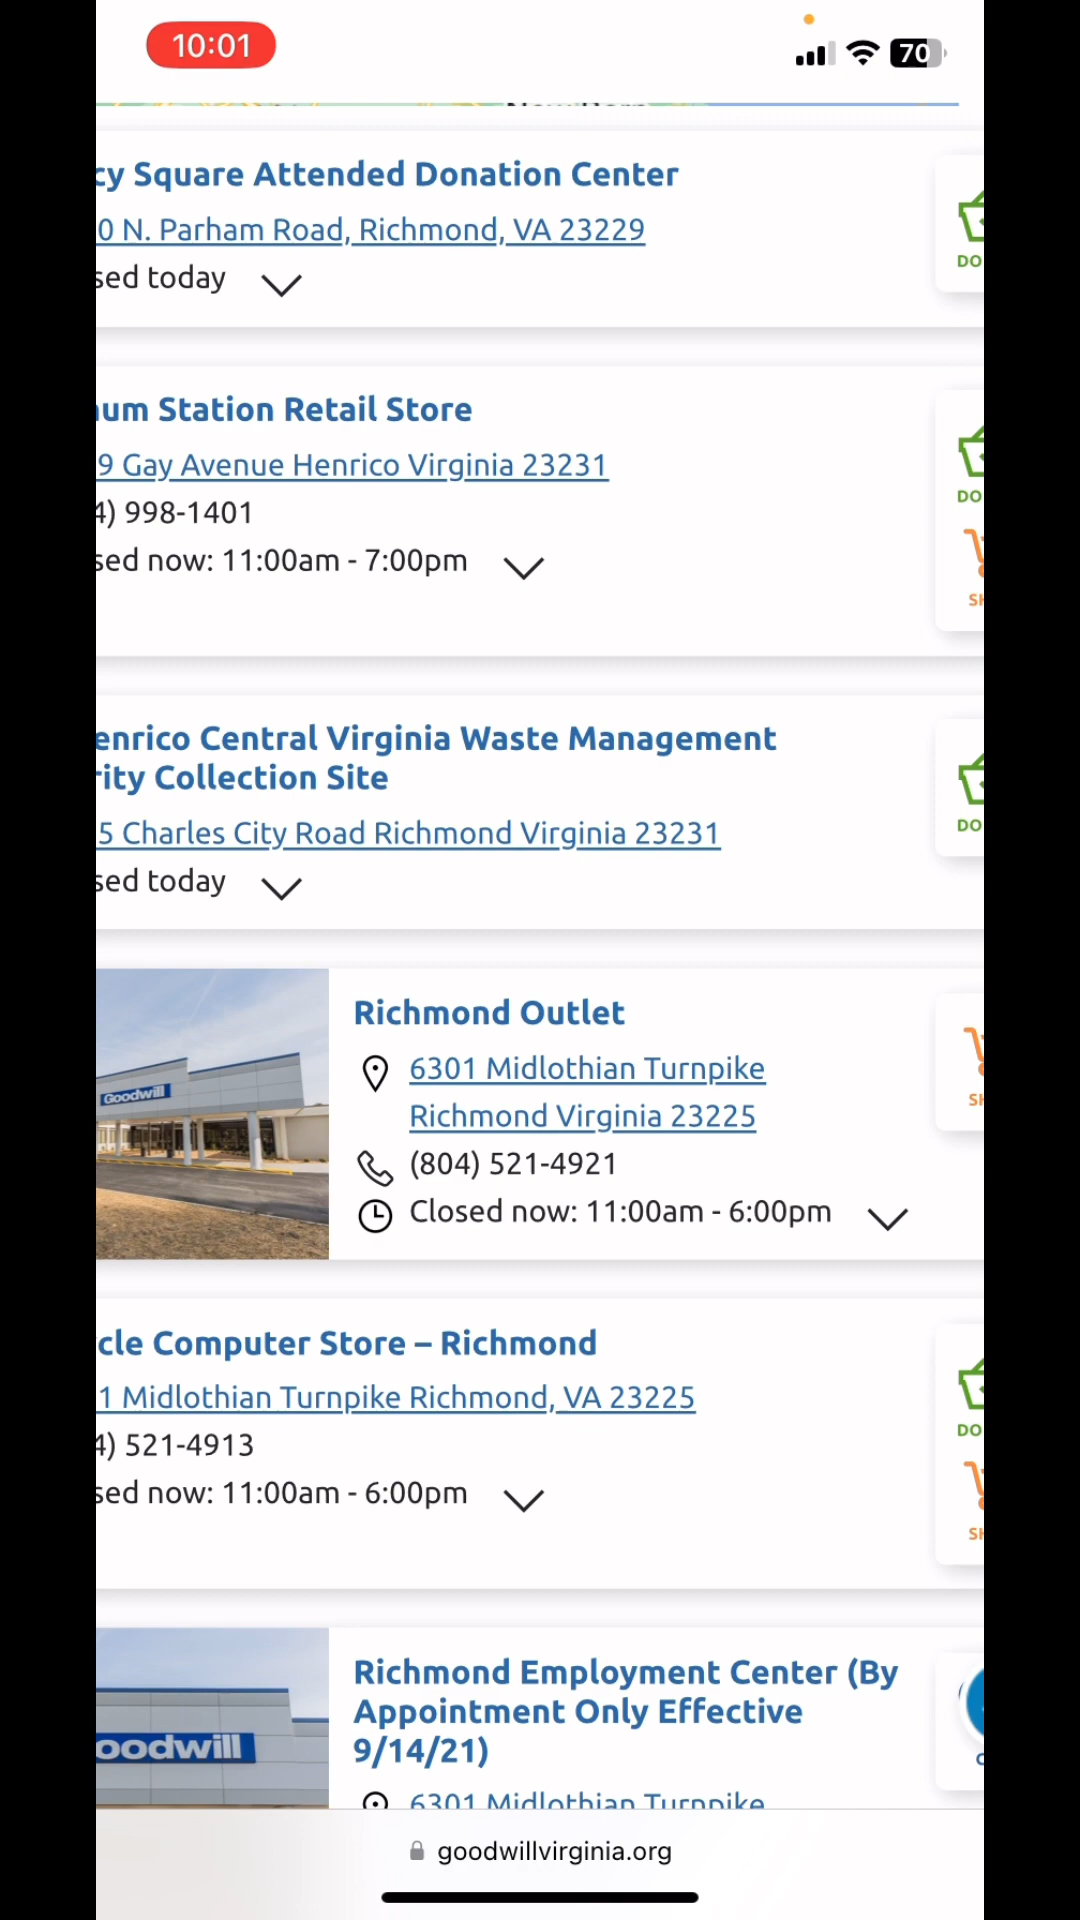 10:01
70
cy Square Attended Donation Center
0 N. Parham Road, Richmond, VA 23229
sed today
DO
um Station Retail Store
9 Gay Avenue Henrico Virginia 23231
4) 998-1401
sed now: 11:00am - 7:00pm
DO
SH
enrico Central Virginia Waste Management
rity Collection Site
5 Charles City Road Richmond Virginia 23231
sed today
DO
Goodwill
Richmond Outlet
6301 Midlothian Turnpike
Richmond Virginia 23225
(804) 521-4921
Closed now: 11:00am - 6:00pm
SH
cle Computer Store – Richmond
1 Midlothian Turnpike Richmond, VA 23225
4) 521-4913
sed now: 11:00am - 6:00pm
DO
SH
oodwill
Richmond Employment Center (By
Appointment Only Effective
9/14/21)
6301 Midlothian Turnpike
goodwillvirginia.org